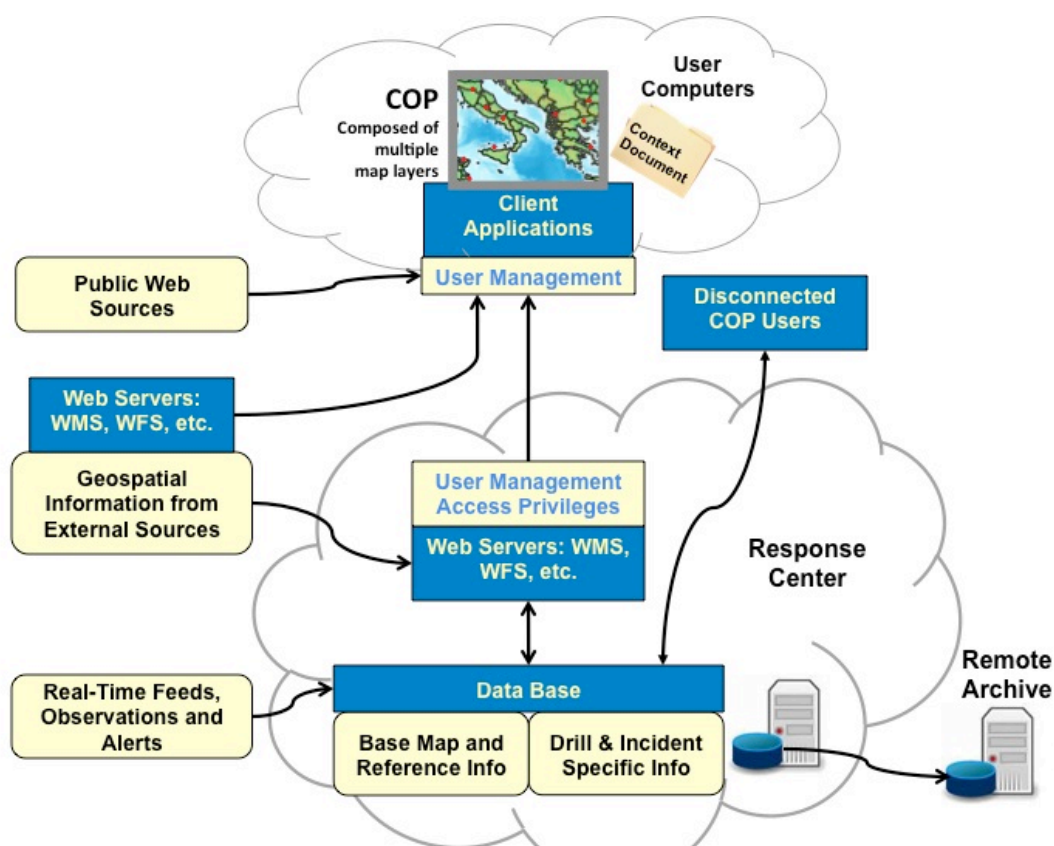 COP
Composed of
multiple
map layers
User
Computers
Context
Document
Client
Applications
User Management
Public Web
Sources
Disconnected
COP Users
Web Servers:
WMS, WFS, etc.
Geospatial
Information from
External Sources
User Management
Access Privileges
Web Servers: WMS,
WFS, etc.
Response
Center
Real-Time Feeds,
Observations and
Alerts
Data Base
Base Map and
Reference Info
Drill & Incident
Specific Info
Remote
Archive